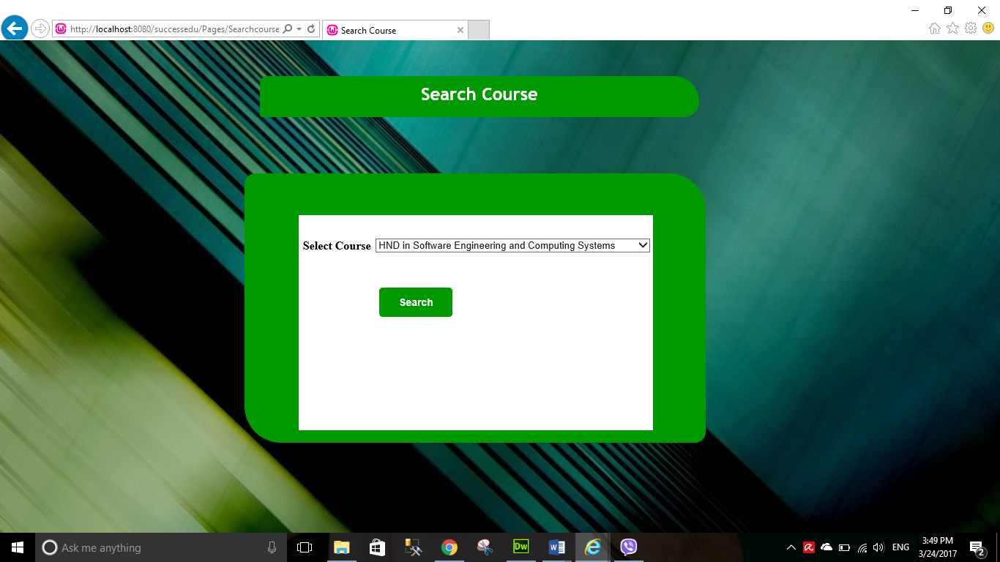 http://localhost:8080/successedu/Pages/Searchcourse
Search Course
Search Course
Select Course HND in Software Engineering and Computing Systems
Search
Ask me anything
Dw
ENG
3:49 PM
3/24/2017
2